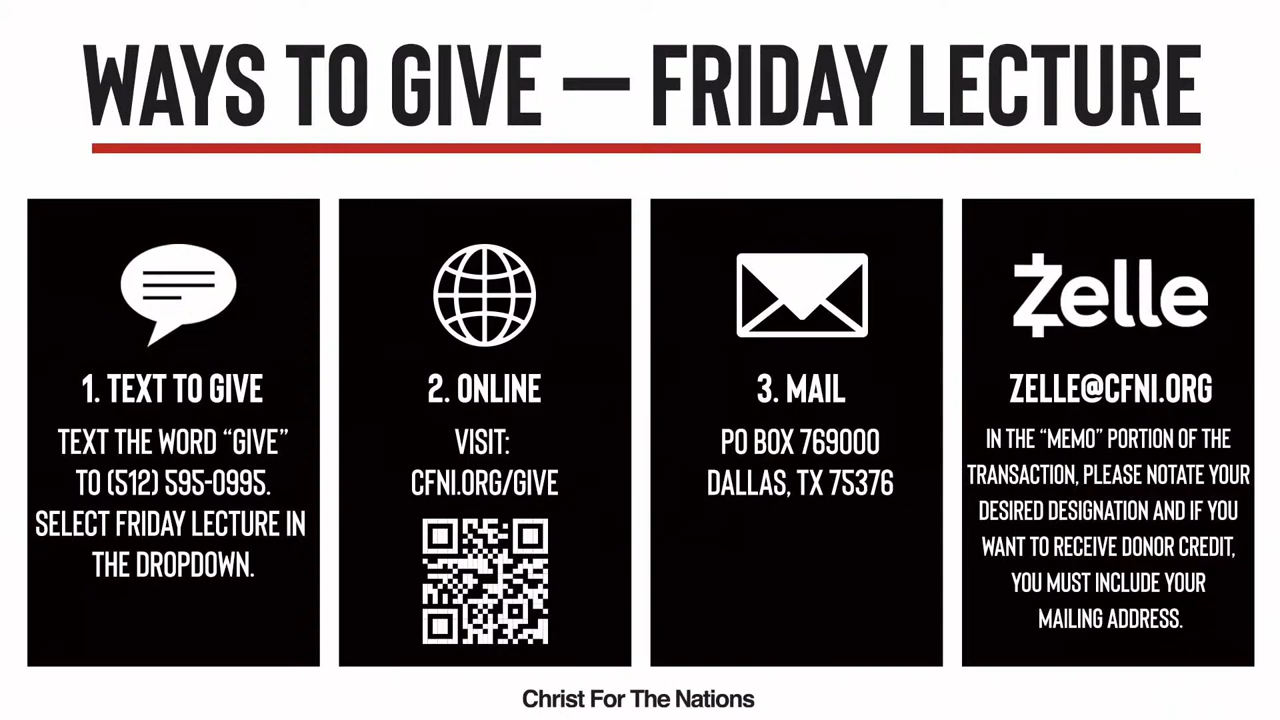 WAYS TO GIVE — FRIDAY LECTURE
1. TEXT TO GIVE
TEXT THE WORD “GIVE”
TO (512) 595-0995.
SELECT FRIDAY LECTURE IN
THE DROPDOWN.
2. ONLINE
VISIT:
CFNI.ORG/GIVE
3. MAIL
PO BOX 769000
DALLAS, TX 75376
Zelle
ZELLE@CFNI.ORG
IN THE “MEMO” PORTION OF THE
TRANSACTION, PLEASE NOTATE YOUR
DESIRED DESIGNATION AND IF YOU
WANT TO RECEIVE DONOR CREDIT,
YOU MUST INCLUDE YOUR
MAILING ADDRESS.
Christ For The Nations